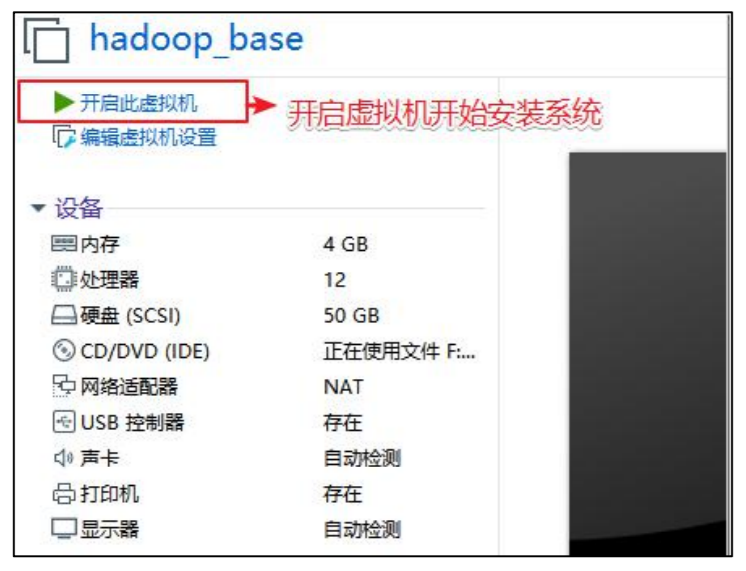 hadoop_base
开启此虚拟机
开启虚拟机开始安装系统
编辑虚拟机设置
设备
内存 4 GB
处理器 12
硬盘 (SCSI) 50 GB
CD/DVD (IDE) 正在使用文件 F:...
网络适配器 NAT
USB 控制器 存在
声卡 自动检测
打印机 存在
显示器 自动检测